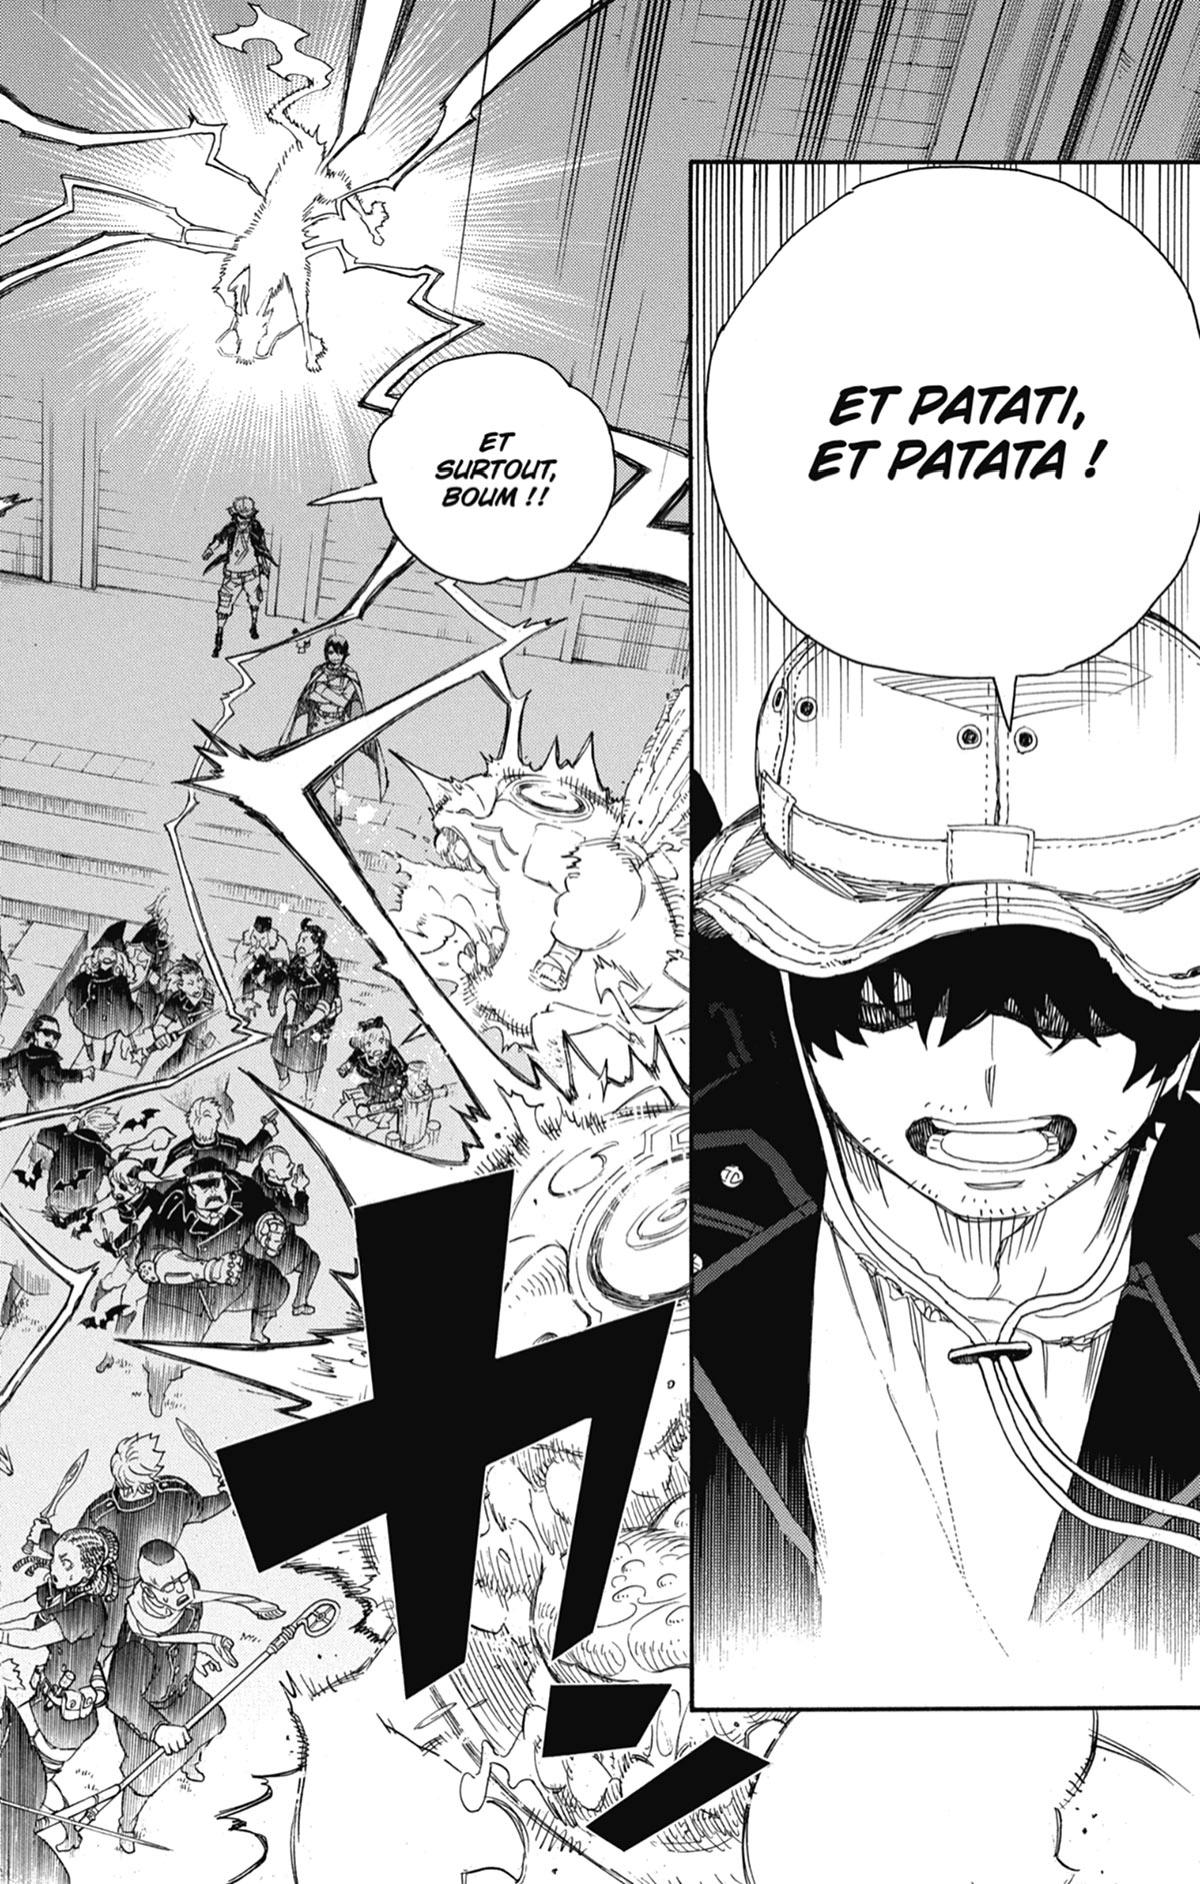 ET PATATI,
ET PATATA !
ET
SURTOUT,
BOUM !!